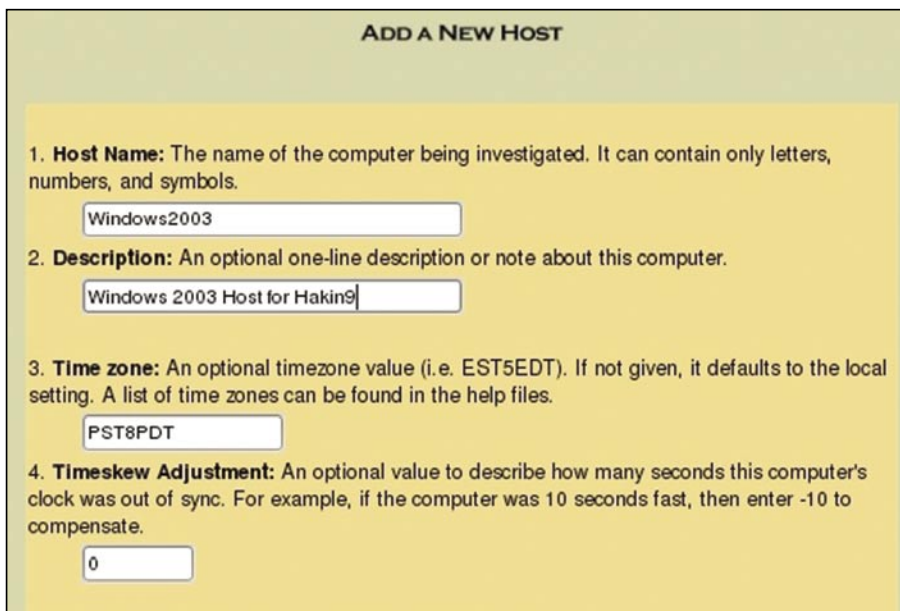 ADD A NEW HOST
1. Host Name: The name of the computer being investigated. It can contain only letters,
numbers, and symbols.
Windows2003
2. Description: An optional one-line description or note about this computer.
Windows 2003 Host for Hakin9
3. Time zone: An optional timezone value (i.e. EST5EDT). If not given, it defaults to the local
setting. A list of time zones can be found in the help files.
PST8PDT
4. Timeskew Adjustment: An optional value to describe how many seconds this computer's
clock was out of sync. For example, if the computer was 10 seconds fast, then enter -10 to
compensate.
0